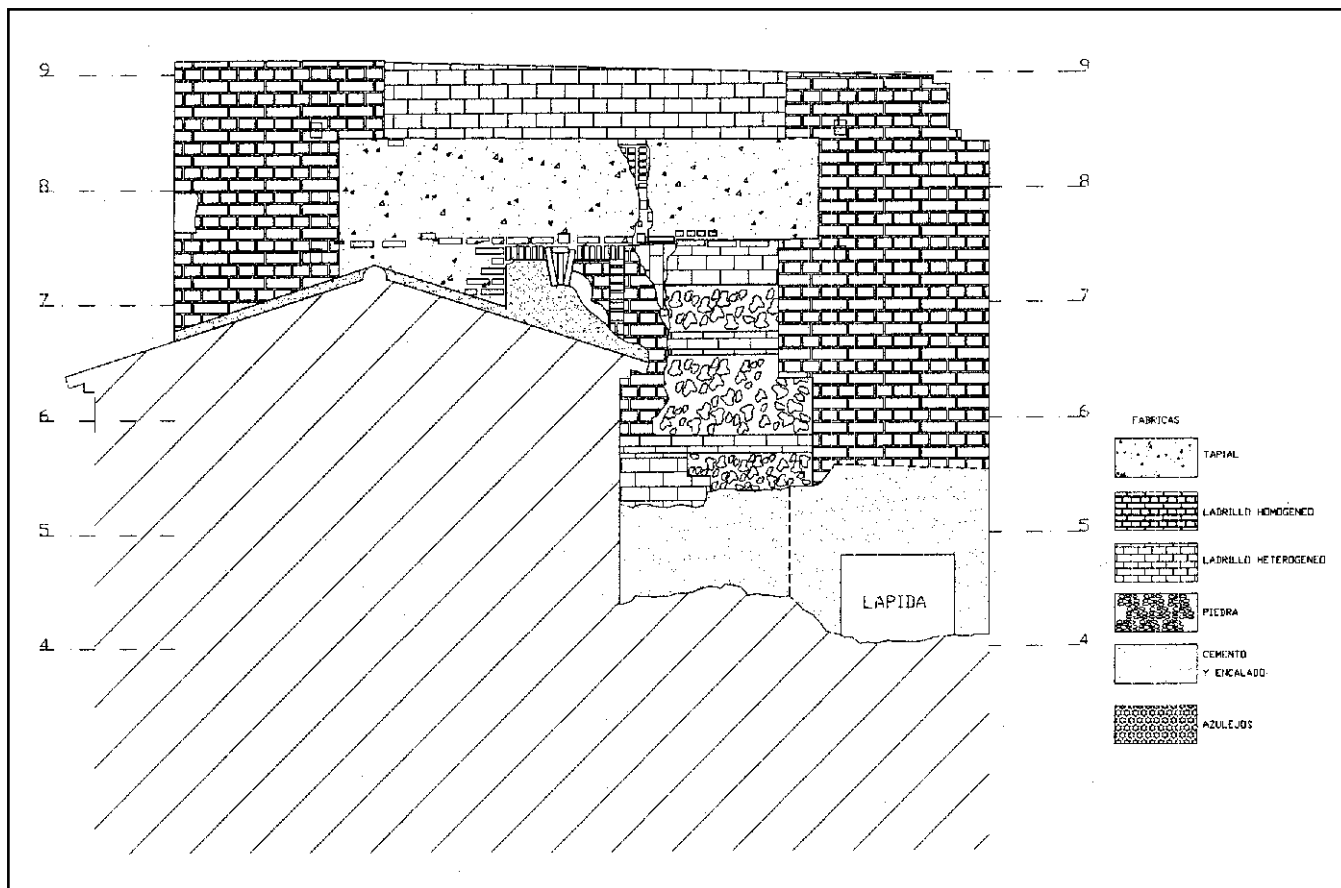 9
9
8
8
7
7
6
6
5
5
4
4
LAPIDA
FABRICAS
TAPIAL
LADRILLO HOMOGENEO
LADRILLO HETEROGENEO
PIEDRA
CEMENTO
Y ENCALADO
AZULEJOS